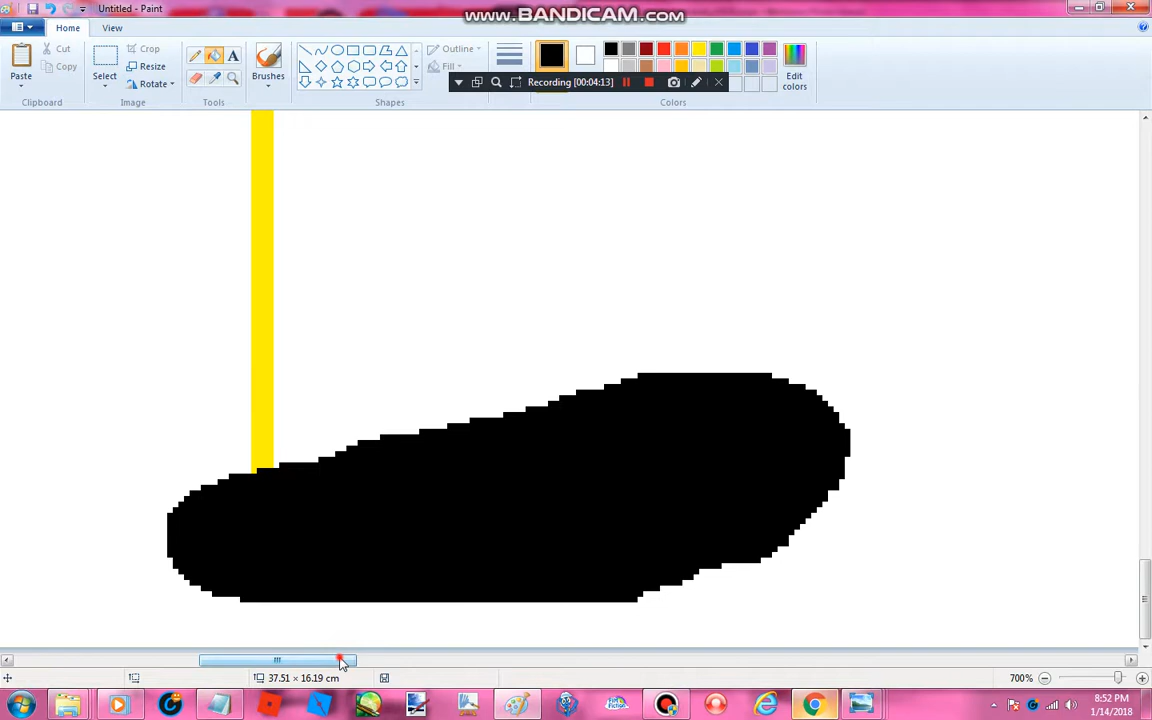 www.BANDICAM.com
Untitled - Paint
Home
View
Paste
Cut
Copy
Clipboard
Select
Crop
Resize
Rotate
Image
A
Tools
Brushes
Outline
Fill
Shapes
Recording [00:04:13]
Edit colors
Colors
37.51 × 16.19 cm
700%
8:52 PM
1/14/2018